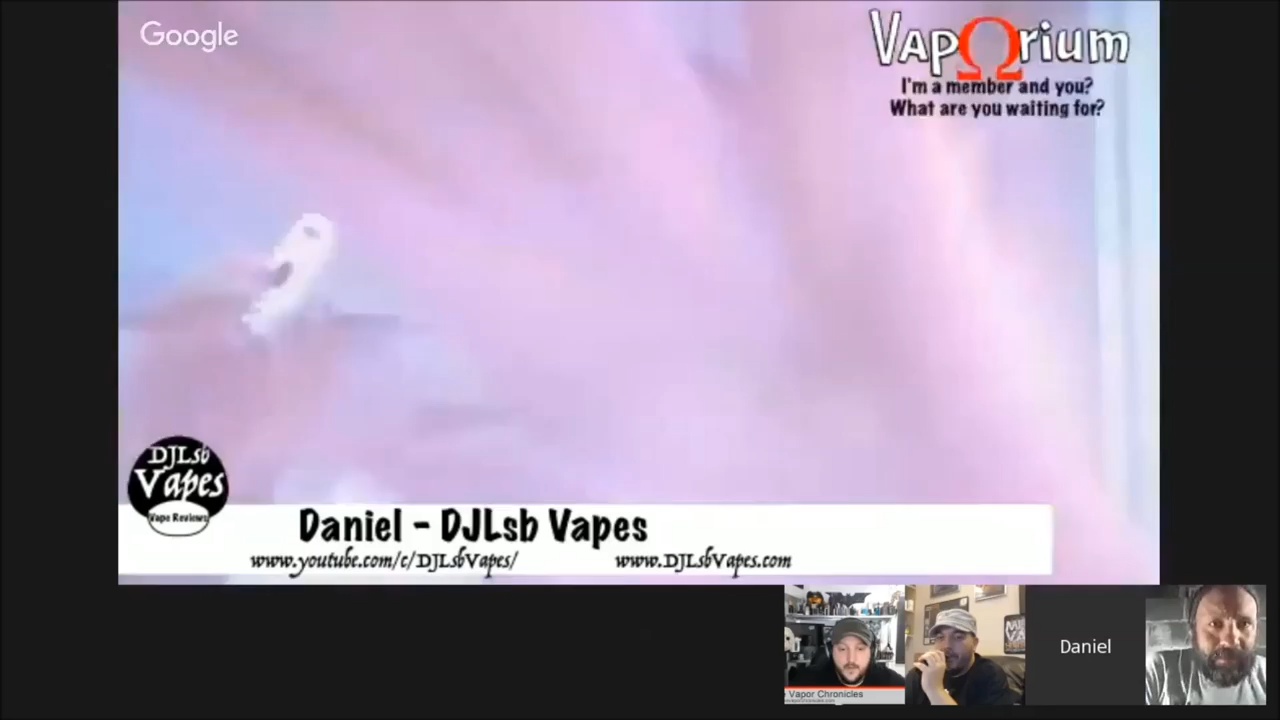 Google
VapΩrium
I'm a member and you?
What are you waiting for?
DJLsb
Vapes
Vape Reviews
Daniel - DJLsb Vapes
www.youtube.com/c/DJLsbVapes/
www.DJLsbVapes.com
Vapor Chronicles
Daniel